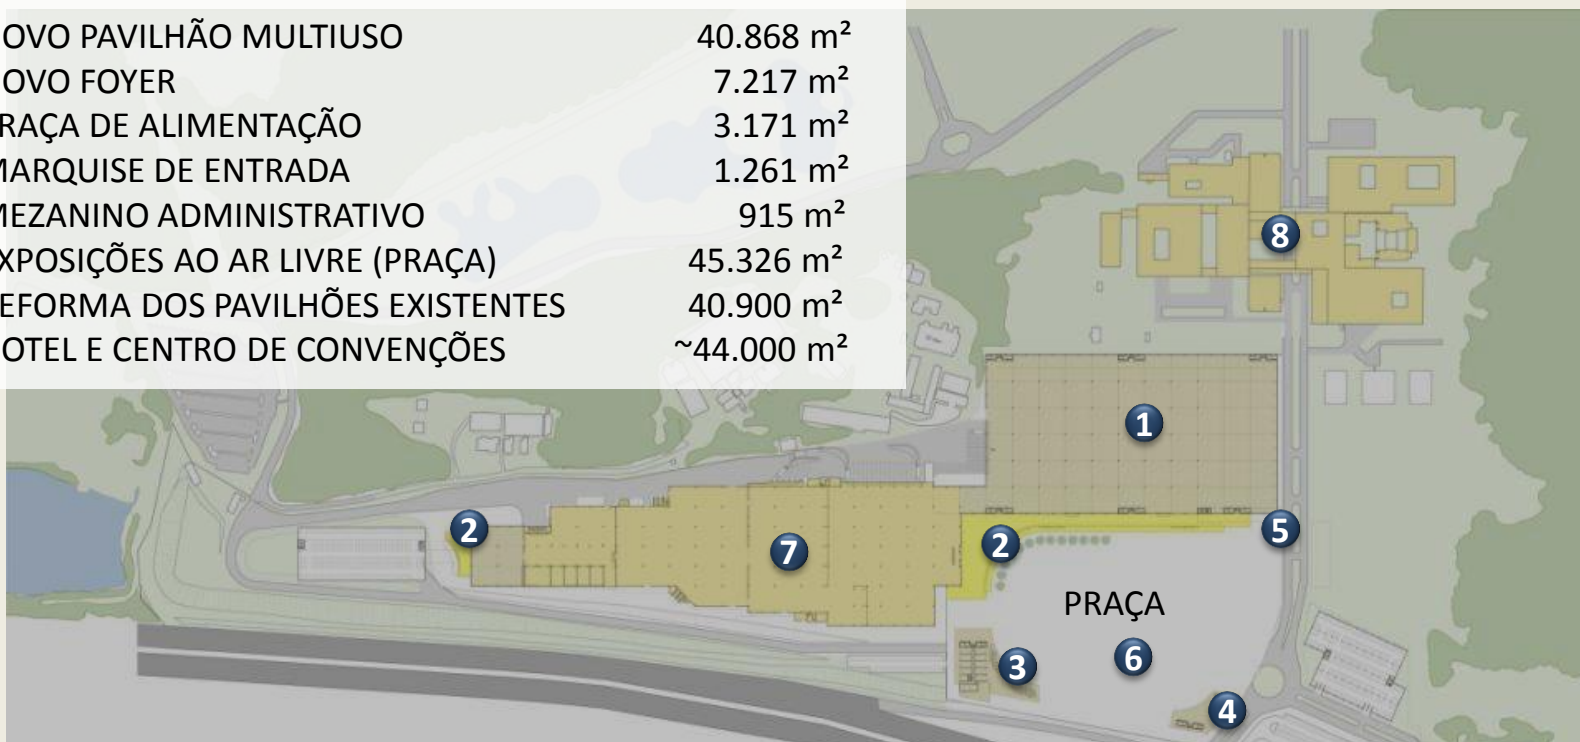 OVO PAVILHÃO MULTIUSO 40.868 m²
OVO FOYER 7.217 m²
RAÇA DE ALIMENTAÇÃO 3.171 m²
MARQUISE DE ENTRADA 1.261 m²
MEZANINO ADMINISTRATIVO 915 m²
XPOSIÇÕES AO AR LIVRE (PRAÇA) 45.326 m²
EFORMA DOS PAVILHÕES EXISTENTES 40.900 m²
OTEL E CENTRO DE CONVENÇÕES ~44.000 m²
8
1
2
7
2
5
PRAÇA
3
6
4